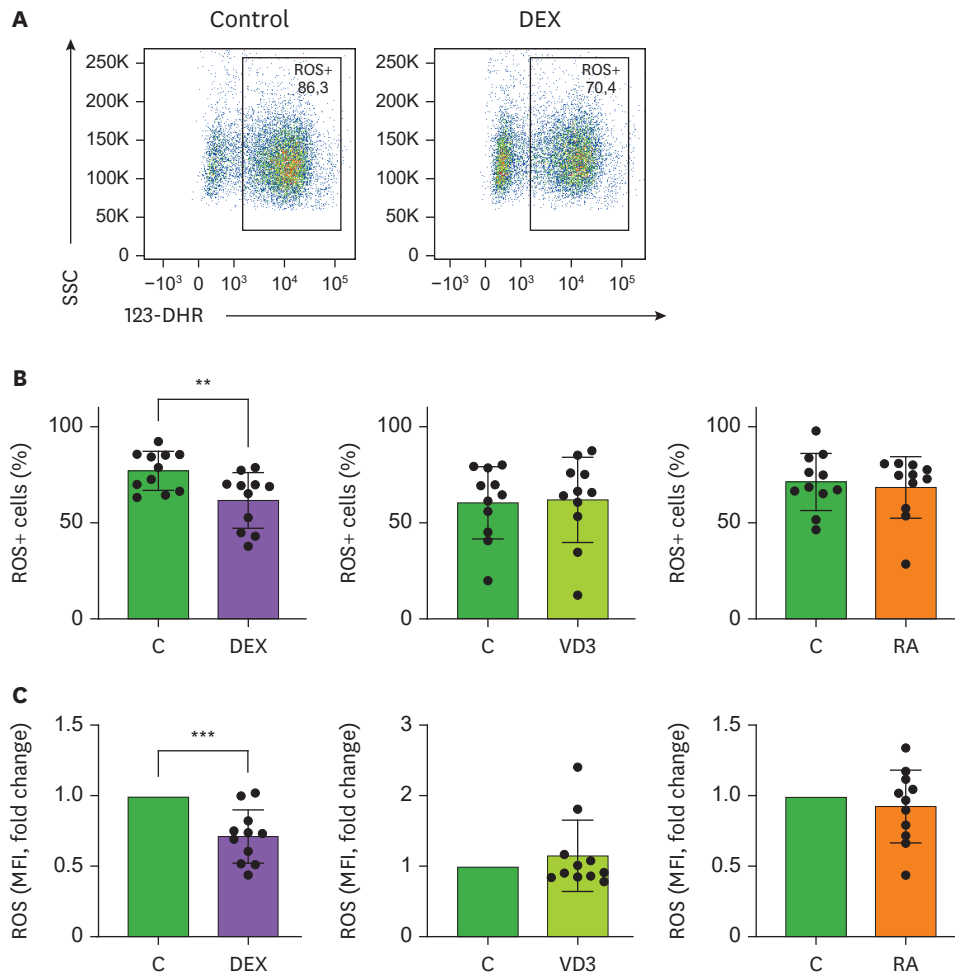 A
Control
DEX
250K
200K
150K
100K
50K
0
ROS+
86,3
ROS+
70,4
250K
200K
150K
100K
50K
0
−10³ 0 10³ 10⁴ 10⁵
−10³ 0 10³ 10⁴ 10⁵
SSC
123-DHR
B
ROS+ cells (%)
100
50
0
**
C DEX
ROS+ cells (%)
100
50
0
C VD3
ROS+ cells (%)
100
50
0
C RA
C
ROS (MFI, fold change)
1.5
1.0
0.5
0
***
C DEX
ROS (MFI, fold change)
3
2
1
0
C VD3
ROS (MFI, fold change)
1.5
1.0
0.5
0
C RA